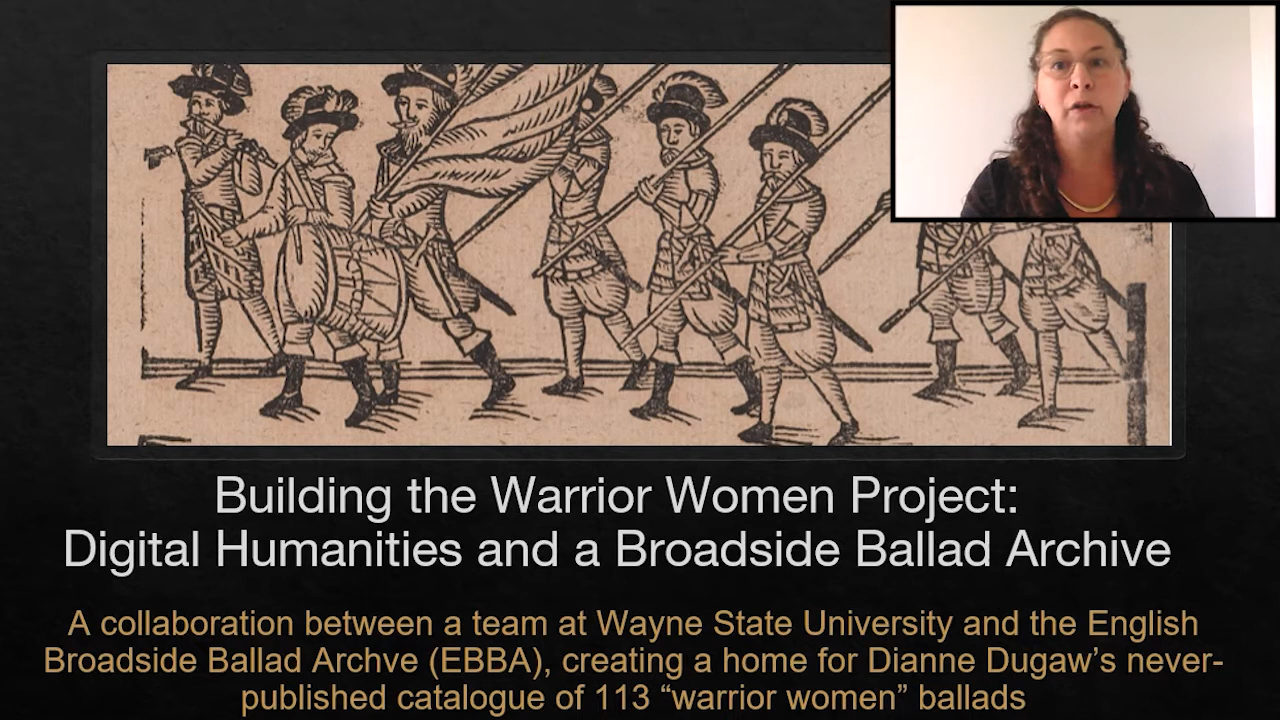 Building the Warrior Women Project:
Digital Humanities and a Broadside Ballad Archive
A collaboration between a team at Wayne State University and the English
Broadside Ballad Archve (EBBA), creating a home for Dianne Dugaw’s never-
published catalogue of 113 “warrior women” ballads